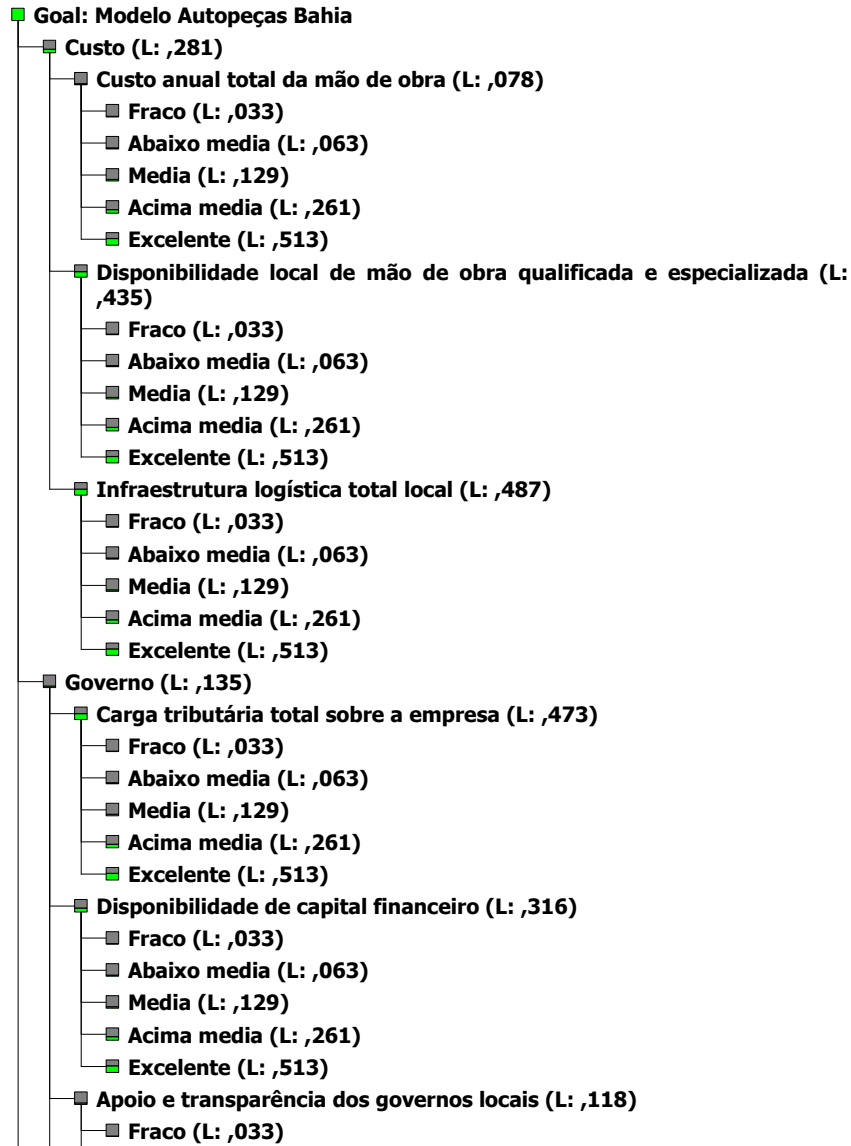 Goal: Modelo Autopeças Bahia
Custo (L: ,281)
Custo anual total da mão de obra (L: ,078)
Fraco (L: ,033)
Abaixo media (L: ,063)
Media (L: ,129)
Acima media (L: ,261)
Excelente (L: ,513)
Disponibilidade local de mão de obra qualificada e especializada (L:
,435)
Fraco (L: ,033)
Abaixo media (L: ,063)
Media (L: ,129)
Acima media (L: ,261)
Excelente (L: ,513)
Infraestrutura logística total local (L: ,487)
Fraco (L: ,033)
Abaixo media (L: ,063)
Media (L: ,129)
Acima media (L: ,261)
Excelente (L: ,513)
Governo (L: ,135)
Carga tributária total sobre a empresa (L: ,473)
Fraco (L: ,033)
Abaixo media (L: ,063)
Media (L: ,129)
Acima media (L: ,261)
Excelente (L: ,513)
Disponibilidade de capital financeiro (L: ,316)
Fraco (L: ,033)
Abaixo media (L: ,063)
Media (L: ,129)
Acima media (L: ,261)
Excelente (L: ,513)
Apoio e transparência dos governos locais (L: ,118)
Fraco (L: ,033)